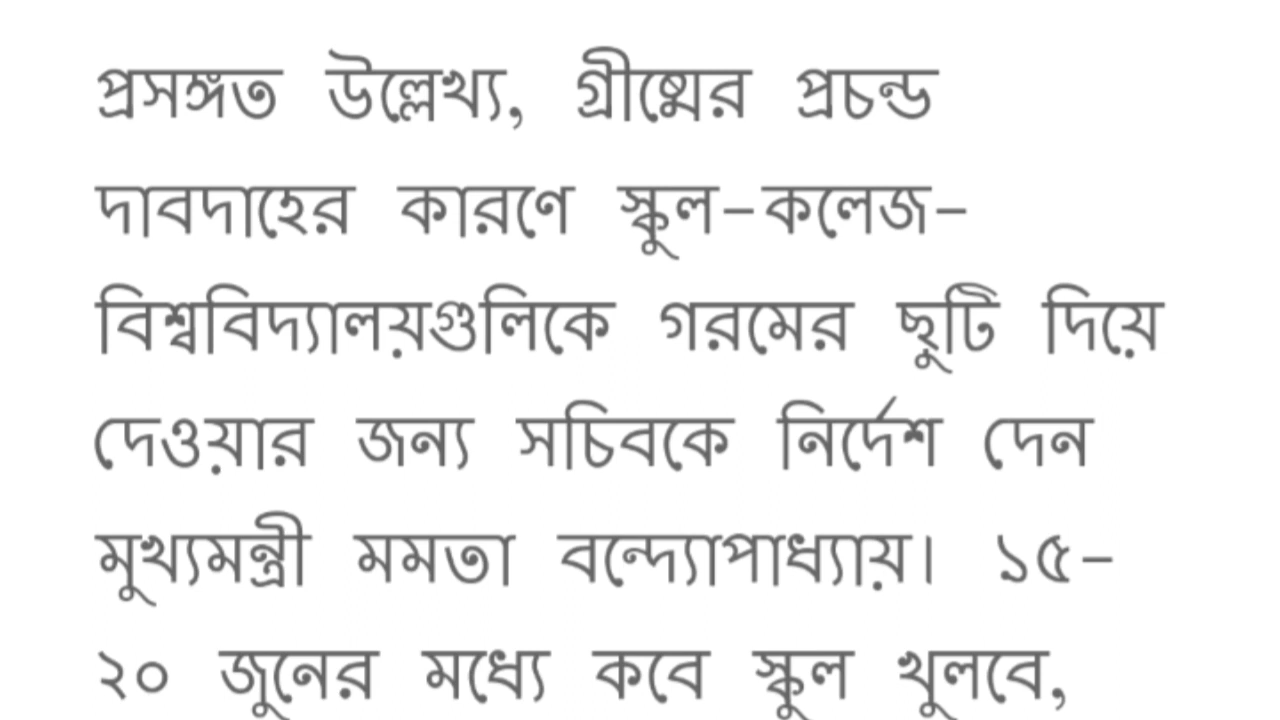 প্রসঙ্গত উল্লেখ্য, গ্রীষ্মের প্রচন্ড
দাবদাহের কারণে স্কুল-কলেজ-
বিশ্ববিদ্যালয়গুলিকে গরমের ছুটি দিয়ে
দেওয়ার জন্য সচিবকে নির্দেশ দেন
মুখ্যমন্ত্রী মমতা বন্দ্যোপাধ্যায়। ১৫-
২০ জুনের মধ্যে কবে স্কুল খুলবে,